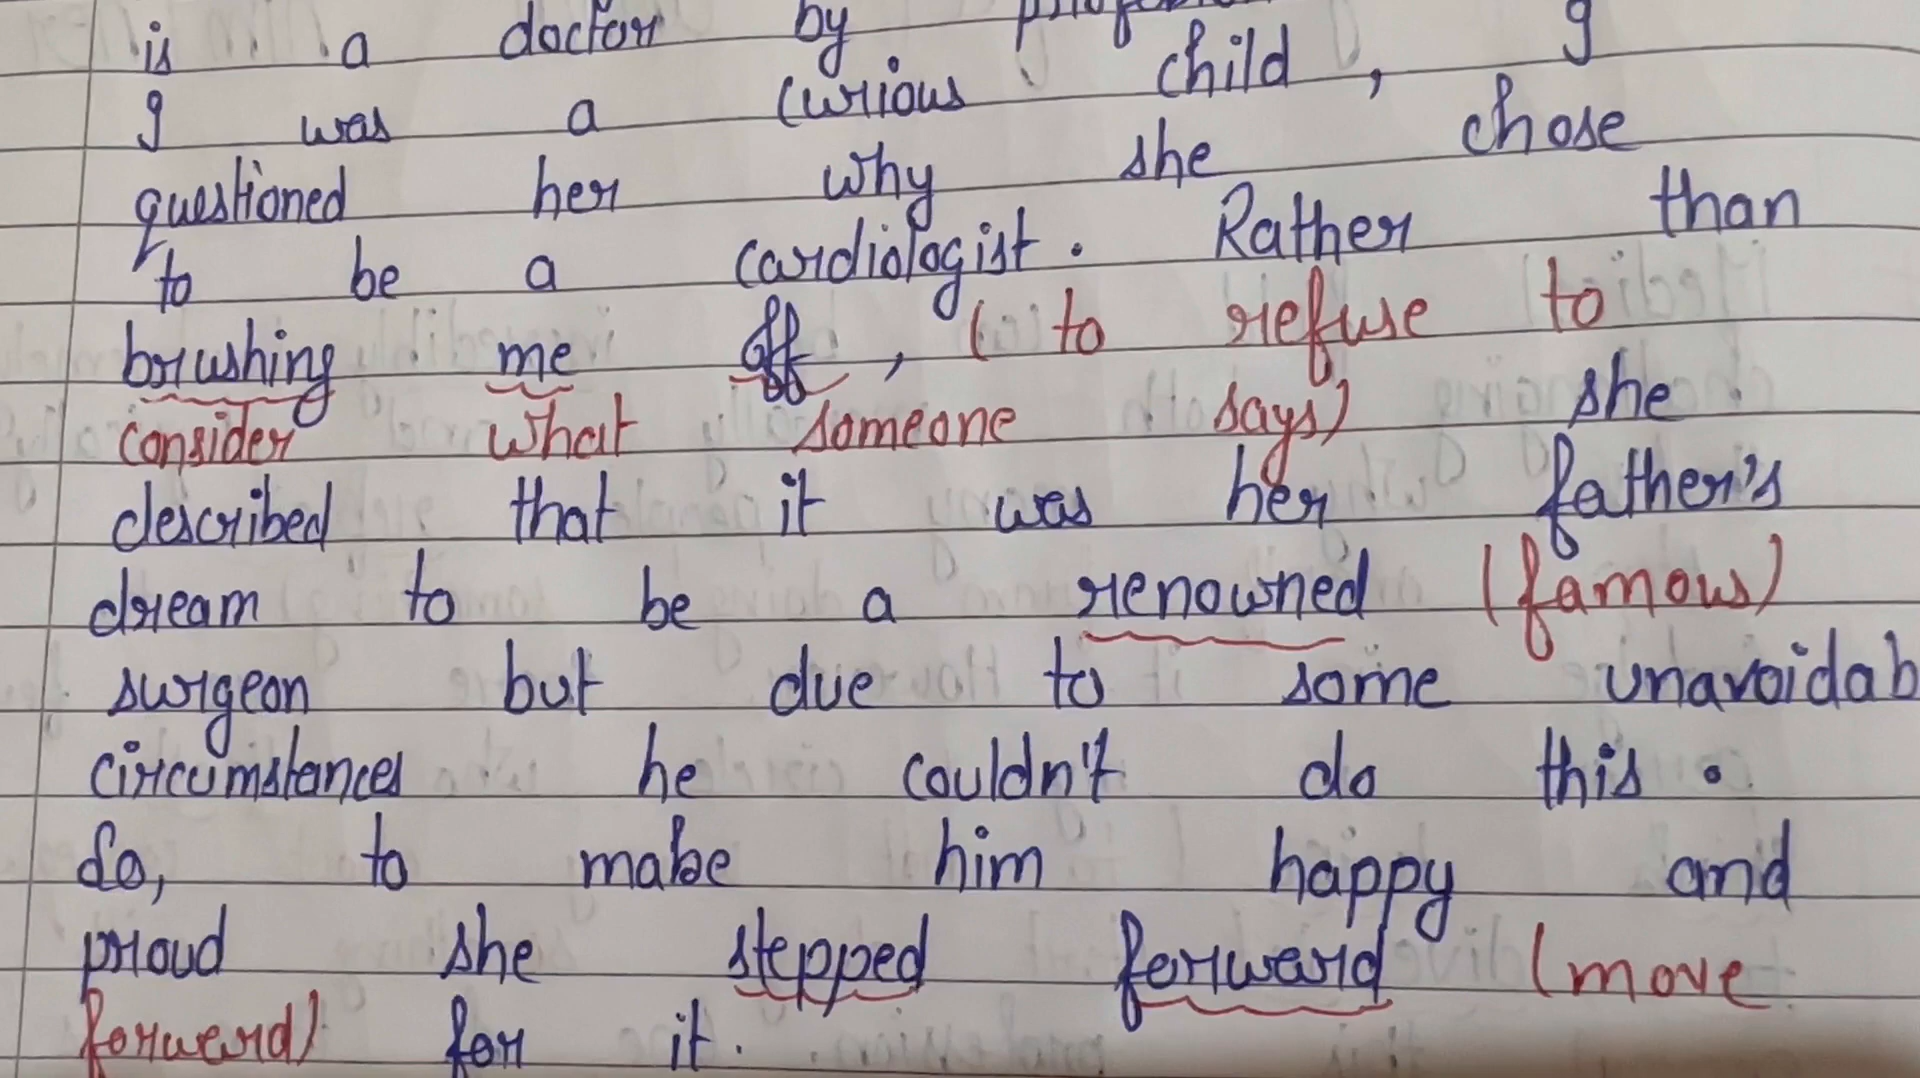 is a doctor by
I was a curious child, I
questioned her why she chose
to be a cardiologist. Rather than
brushing me off, (to refuse to
consider what someone says) she
described that it was her father's
dream to be a renowned (famous)
surgeon but due to some unavoidab
circumstances he couldn't do this.
So, to make him happy and
proud she stepped forward (move
forward) for it.